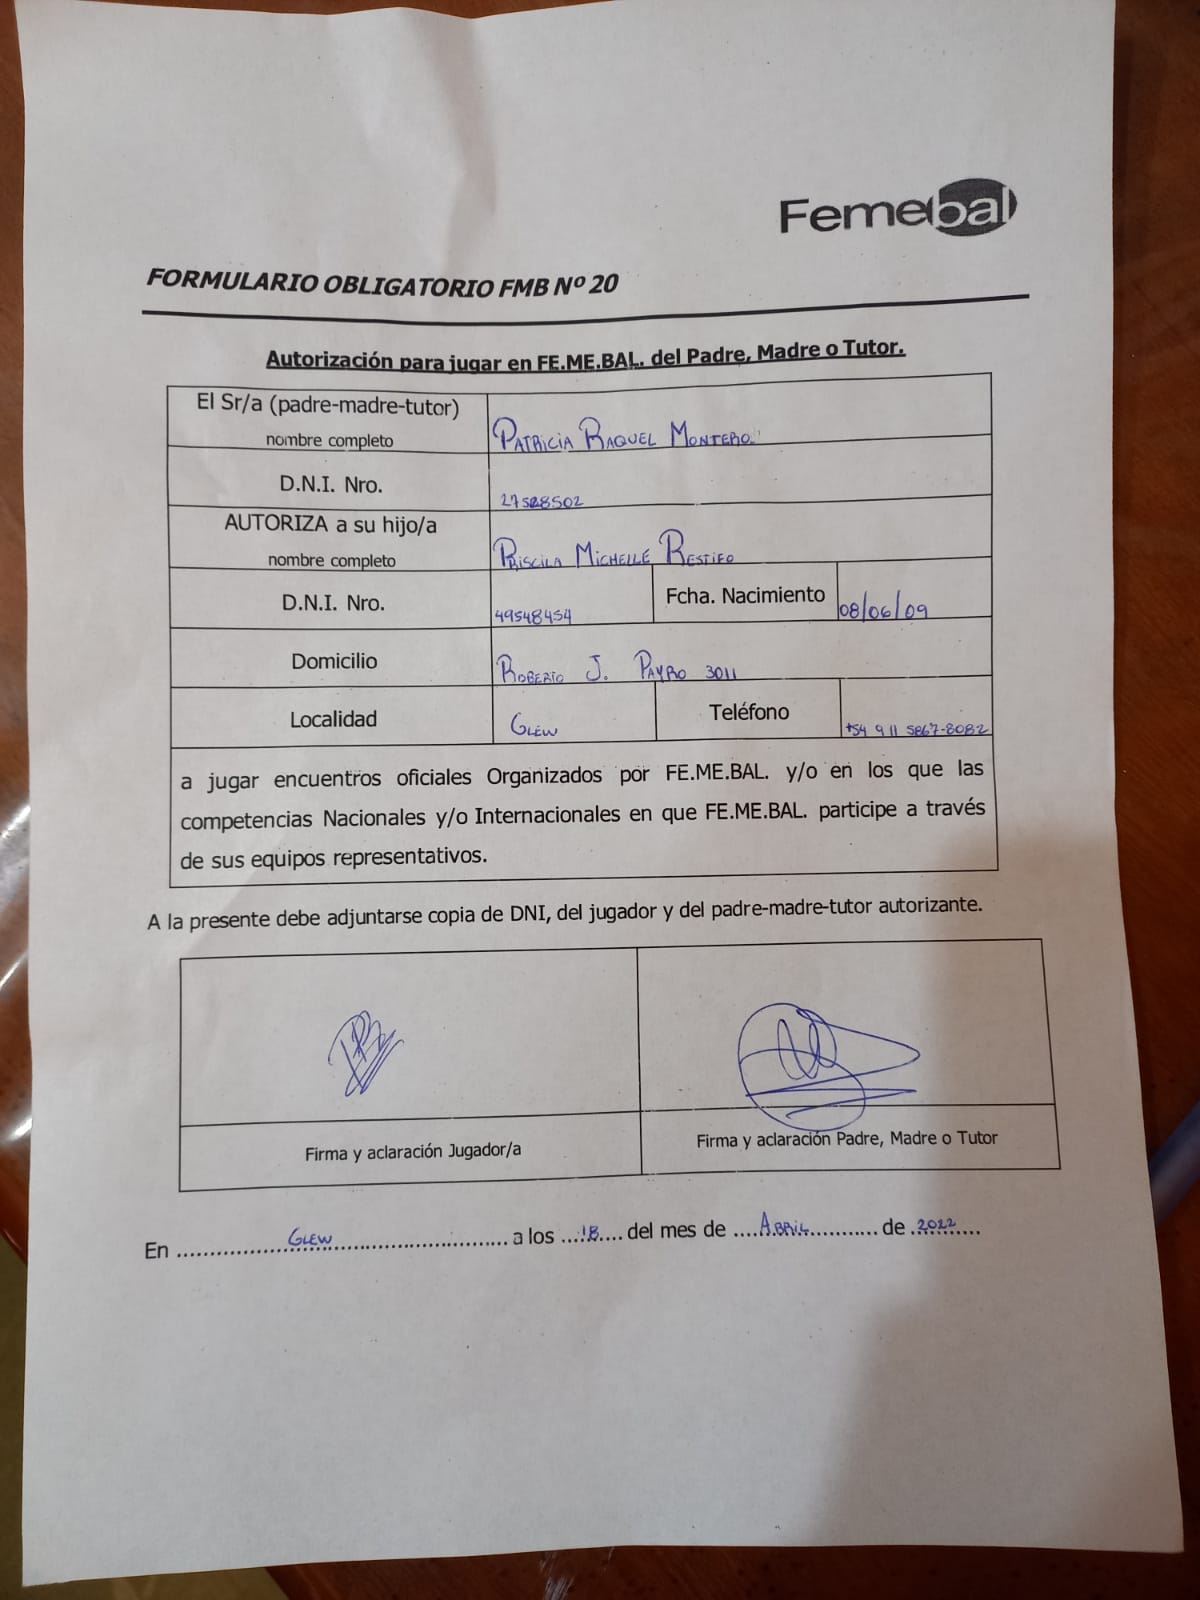 Femebal
FORMULARIO OBLIGATORIO FMB Nº 20
Autorización para jugar en FE.ME.BAL. del Padre, Madre o Tutor.
El Sr/a (padre-madre-tutor)
nombre completo
PATRICIA RAQUEL MONTERO
D.N.I. Nro.
27588502
AUTORIZA a su hijo/a
nombre completo
PRISCILA MICHELLE RESTIFO
D.N.I. Nro.
49548454
Fcha. Nacimiento
08/06/09
Domicilio
ROBERTO J. PAYRO 3011
Localidad
GLEW
Teléfono
+54 9 11 5867-8082
a jugar encuentros oficiales Organizados por FE.ME.BAL. y/o en los que las
competencias Nacionales y/o Internacionales en que FE.ME.BAL. participe a través
de sus equipos representativos.
A la presente debe adjuntarse copia de DNI, del jugador y del padre-madre-tutor autorizante.
Firma y aclaración Jugador/a
Firma y aclaración Padre, Madre o Tutor
En GLEW a los 18 del mes de ABRIL de 2022